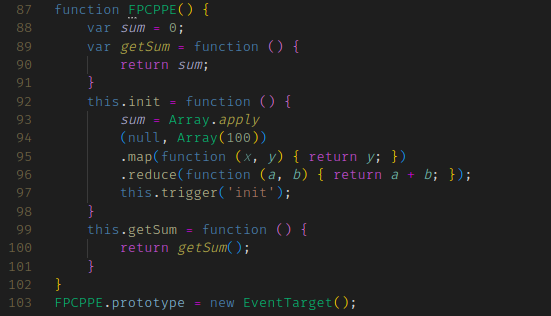 87 function FPCPPE() {
88 var sum = 0;
89 var getSum = function () {
90 return sum;
91 }
92 this.init = function () {
93 sum = Array.apply
94 (null, Array(100))
95 .map(function (x, y) { return y; })
96 .reduce(function (a, b) { return a + b; });
97 this.trigger('init');
98 }
99 this.getSum = function () {
100 return getSum();
101 }
102 }
103 FPCPPE.prototype = new EventTarget();